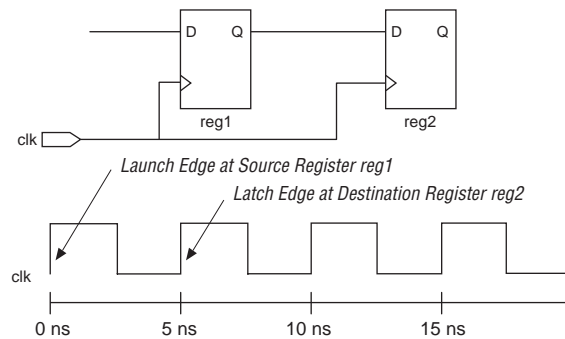 D Q D Q
reg1 reg2
clk
Launch Edge at Source Register reg1
Latch Edge at Destination Register reg2
clk
0 ns 5 ns 10 ns 15 ns